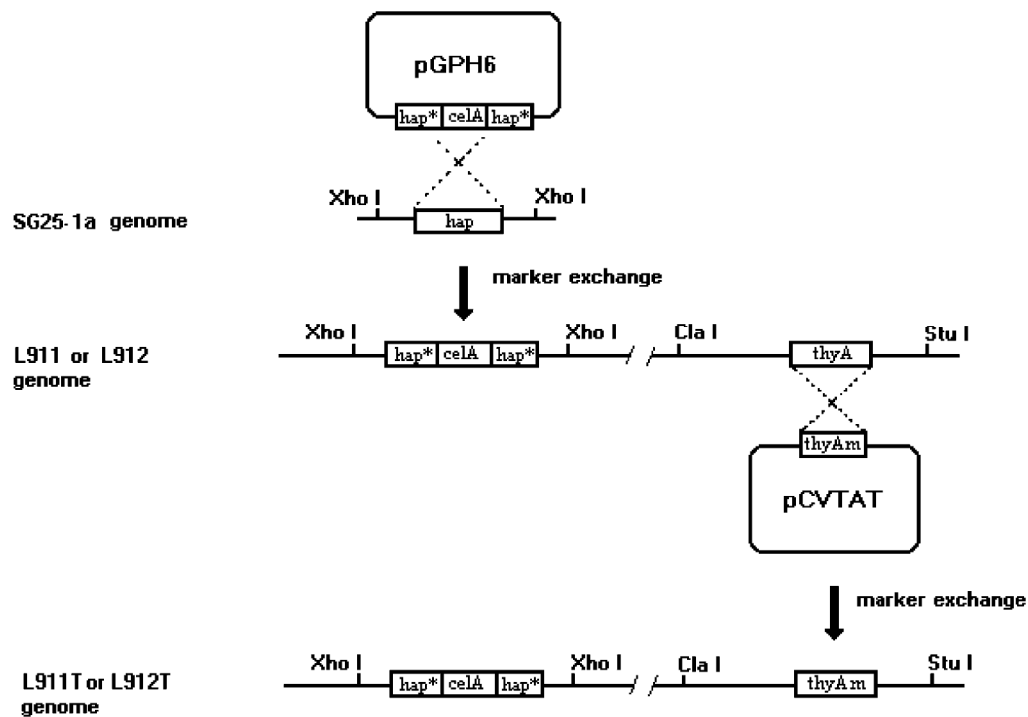 pGPH6
hap* celA hap*
Xho I Xho I
SG25-1a genome
hap
marker exchange
Xho I Xho I Cla I Stu I
L911 or L912
genome
hap* celA hap*
thyA
thyAm
pCVTAT
marker exchange
Xho I Xho I Cla I Stu I
L911T or L912T
genome
hap* celA hap*
thyAm